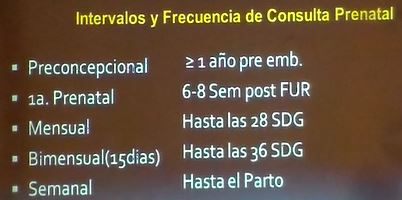 Intervalos y Frecuencia de Consulta Prenatal
▪ Preconcepcional ≥ 1 año pre emb.
▪ 1a. Prenatal 6-8 Sem post FUR
▪ Mensual Hasta las 28 SDG
▪ Bimensual(15dias) Hasta las 36 SDG
▪ Semanal Hasta el Parto